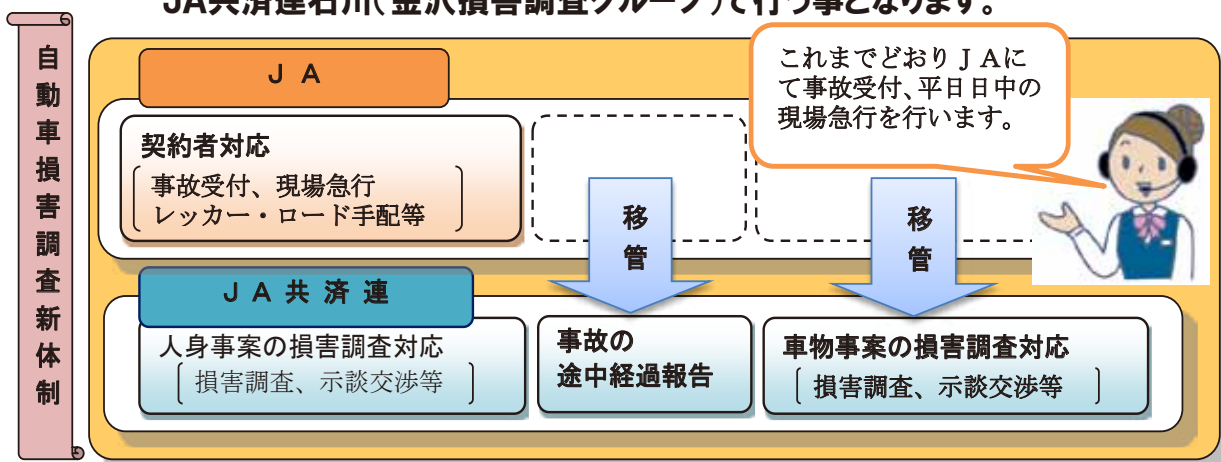 JA共済連石川(金沢損害調査グループ)で行う事となります。
自動車損害調査新体制
JA
これまでどおりJAに
て事故受付、平日日中の
現場急行を行います。
契約者対応
事故受付、現場急行
レッカー・ロード手配等
移管
移管
JA共済連
人身事案の損害調査対応
損害調査、示談交渉等
事故の
途中経過報告
車物事案の損害調査対応
損害調査、示談交渉等